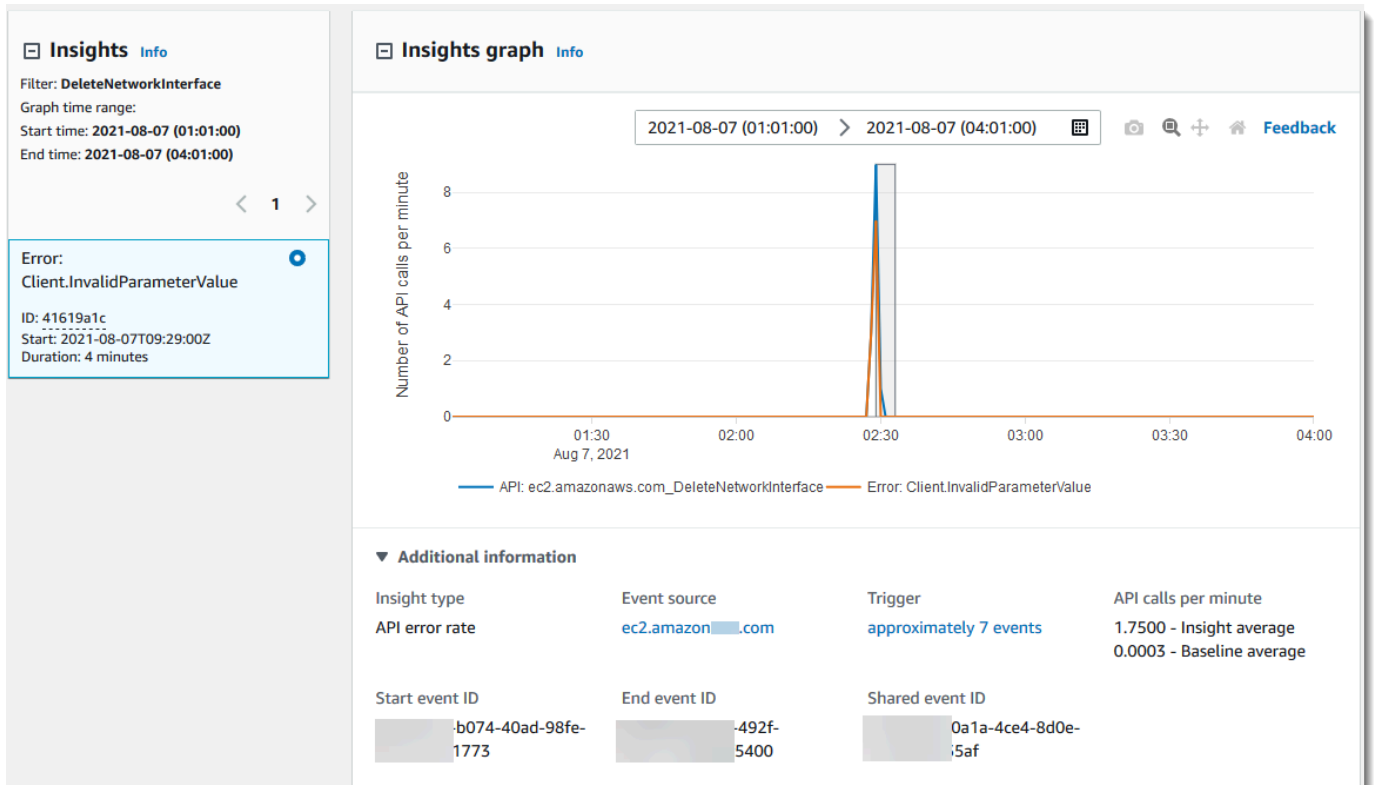 Insights Info
Filter: DeleteNetworkInterface
Graph time range:
Start time: 2021-08-07 (01:01:00)
End time: 2021-08-07 (04:01:00)
1
Error:
Client.InvalidParameterValue
ID: 41619a1c
Start: 2021-08-07T09:29:00Z
Duration: 4 minutes
Insights graph Info
2021-08-07 (01:01:00) 2021-08-07 (04:01:00) Feedback
Number of API calls per minute
8
6
4
2
0
01:30 02:00 02:30 03:00 03:30 04:00
Aug 7, 2021
API: ec2.amazonaws.com_DeleteNetworkInterface Error: Client.InvalidParameterValue
Additional information
Insight type Event source Trigger API calls per minute
API error rate ec2.amazon .com approximately 7 events 1.7500 - Insight average
0.0003 - Baseline average
Start event ID End event ID Shared event ID
-b074-40ad-98fe- -492f- 0a1a-4ce4-8d0e-
1773 5400 5af